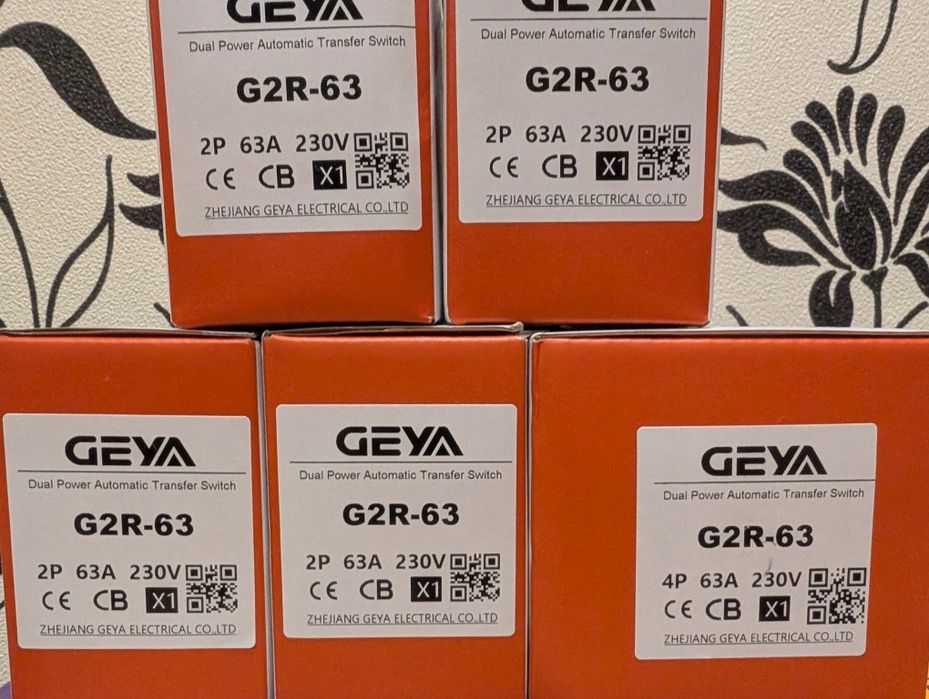 GEYA
Dual Power Automatic Transfer Switch
G2R-63
2P 63A 230V
CE CB X1
ZHEJIANG GEYA ELECTRICAL CO.,LTD
GEYA
Dual Power Automatic Transfer Switch
G2R-63
2P 63A 230V
CE CB X1
ZHEJIANG GEYA ELECTRICAL CO.,LTD
GEYA
Dual Power Automatic Transfer Switch
G2R-63
2P 63A 230V
CE CB X1
ZHEJIANG GEYA ELECTRICAL CO.,LTD
GEYA
Dual Power Automatic Transfer Switch
G2R-63
2P 63A 230V
CE CB X1
ZHEJIANG GEYA ELECTRICAL CO.,LTD
GEYA
Dual Power Automatic Transfer Switch
G2R-63
4P 63A 230V
CE CB X1
ZHEJIANG GEYA ELECTRICAL CO.,LTD